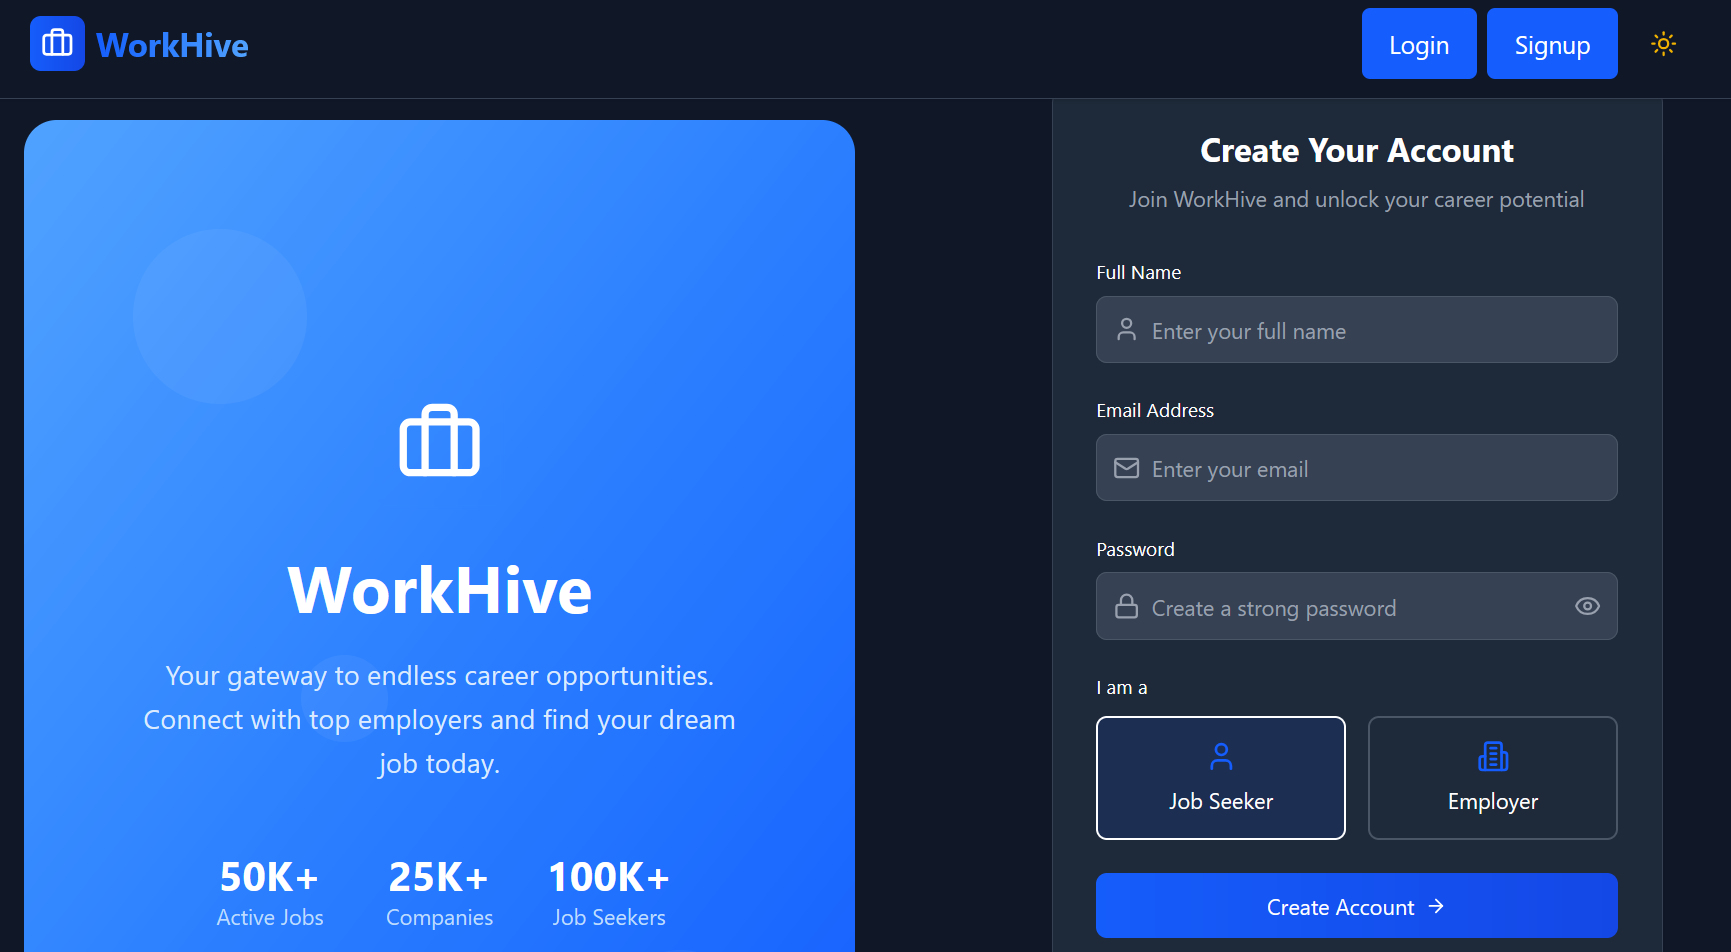 WorkHive
Login
Signup
WorkHive
Your gateway to endless career opportunities.
Connect with top employers and find your dream
job today.
50K+
Active Jobs
25K+
Companies
100K+
Job Seekers
Create Your Account
Join WorkHive and unlock your career potential
Full Name
Enter your full name
Email Address
Enter your email
Password
Create a strong password
I am a
Job Seeker
Employer
Create Account →